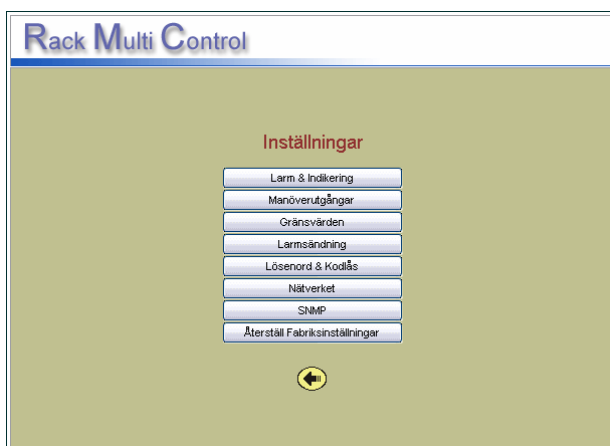 Rack Multi Control
Inställningar
Larm & Indikering
Manöverutgångar
Gränsvärden
Larmsändning
Lösenord & Kodlås
Nätverket
SNMP
Återställ Fabriksinställningar